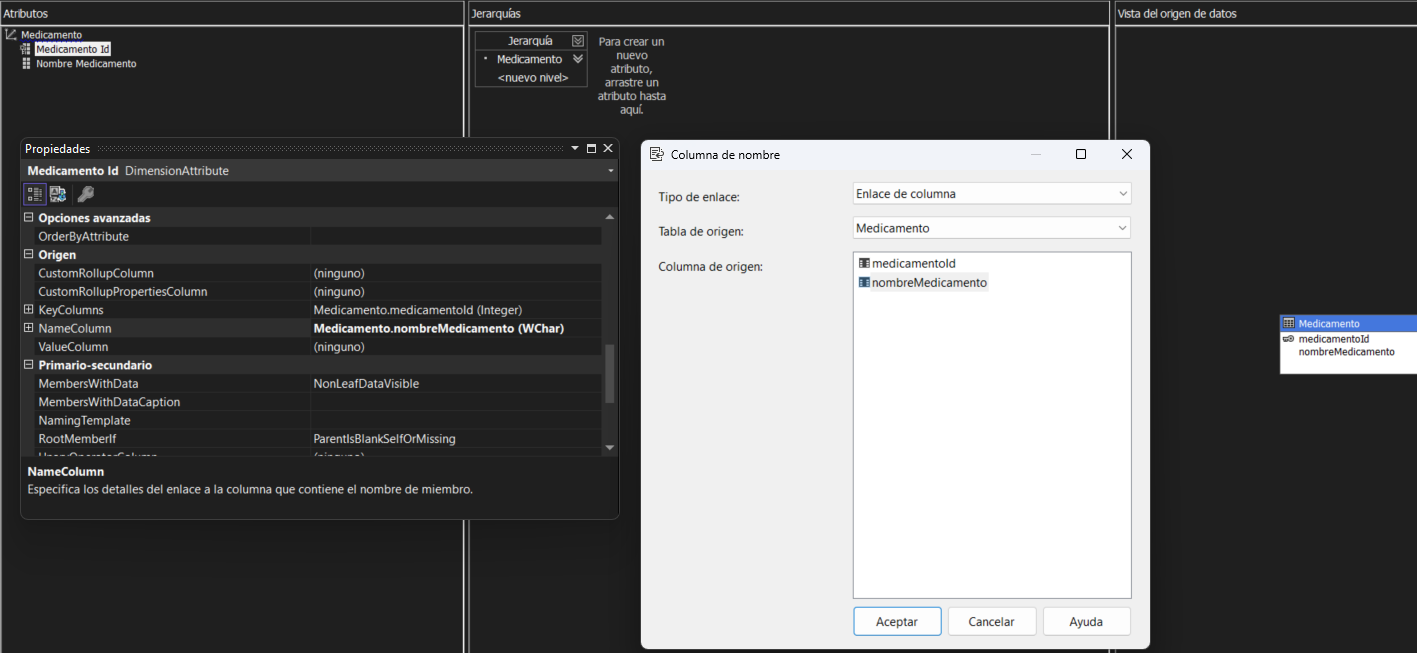 Atributos
Medicamento
Medicamento Id
Nombre Medicamento
Jerarquías
Jerarquía
Medicamento
<nuevo nivel>
Para crear un
nuevo
atributo,
arrastre un
atributo hasta
aquí.
Vista del origen de datos
Medicamento
medicamentoId
nombreMedicamento
Propiedades
Medicamento Id DimensionAttribute
Opciones avanzadas
OrderByAttribute
Origen
CustomRollupColumn (ninguno)
CustomRollupPropertiesColumn (ninguno)
KeyColumns Medicamento.medicamentoId (Integer)
NameColumn Medicamento.nombreMedicamento (WChar)
ValueColumn (ninguno)
Primario-secundario
MembersWithData NonLeafDataVisible
MembersWithDataCaption
NamingTemplate
RootMemberIf ParentIsBlankSelfOrMissing
NameColumn
Especifica los detalles del enlace a la columna que contiene el nombre de miembro.
Columna de nombre
Tipo de enlace: Enlace de columna
Tabla de origen: Medicamento
Columna de origen:
medicamentoId
nombreMedicamento
Aceptar Cancelar Ayuda